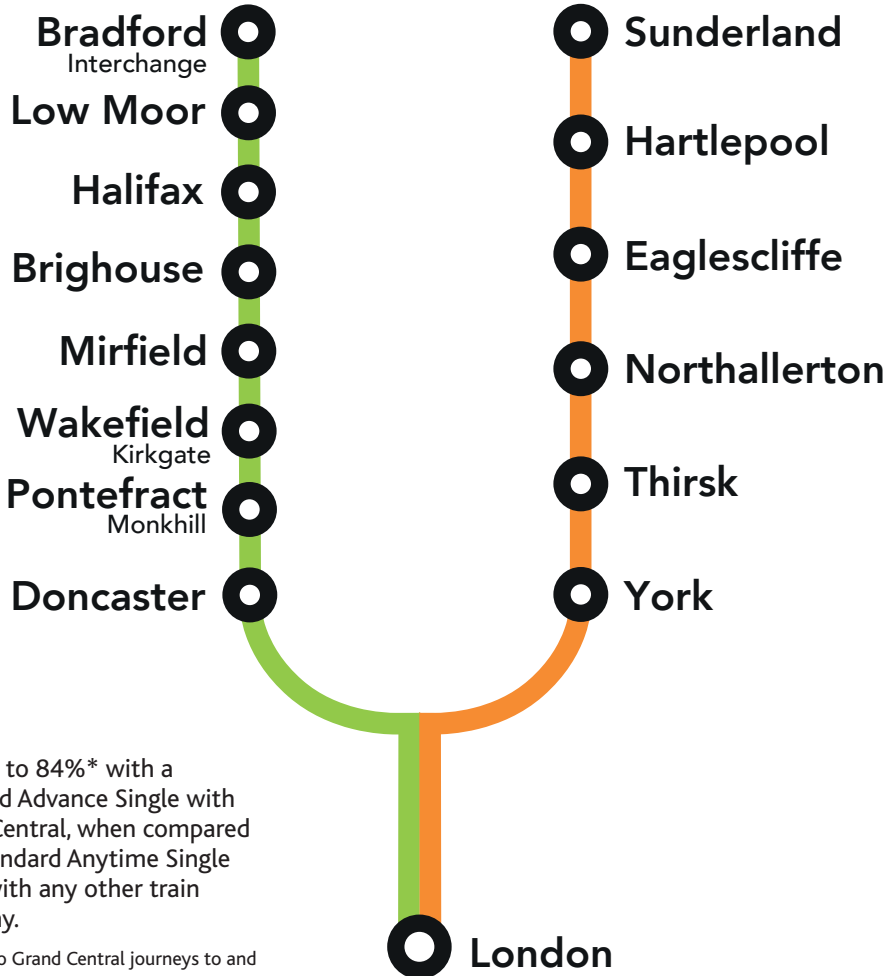 Bradford
Interchange
Low Moor
Halifax
Brighouse
Mirfield
Wakefield
Kirkgate
Pontefract
Monkhill
Doncaster
Sunderland
Hartlepool
Eaglescliffe
Northallerton
Thirsk
York
to 84%* with a
d Advance Single with
Central, when compared
ndard Anytime Single
with any other train
y.
o Grand Central journeys to and
London